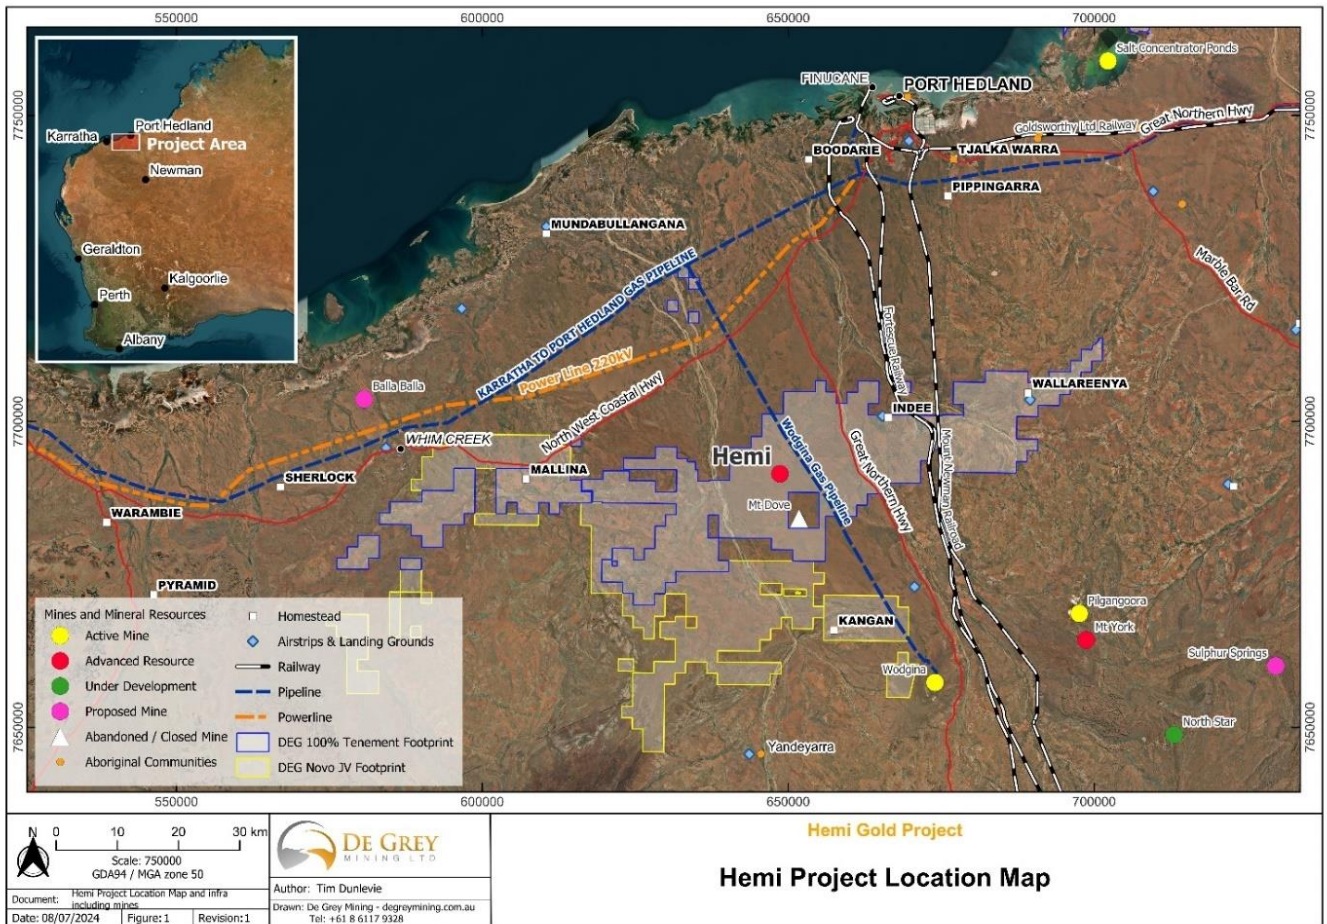 550000
600000
650000
700000
Salt Concentrator Ponds
FINUCANE
PORT HEDLAND
7750000
7750000
Great Northern Hwy
Goldsworthy Ltd Railway
Karratha
Port Hedland
Project Area
BOODARIE
TJALKA WARRA
Newman
PIPPINGARRA
MUNDABULLANGANA
Geraldton
KARRATHA TO PORT HEDLAND GAS PIPELINE
Marble Bar Rd
Kalgoorlie
Perth
Albany
Fortescue Railway
Power Line 220kV
Balla Balla
WALLAREENYA
North West Coastal Hwy
INDEE
7700000
7700000
WHIM CREEK
Wodgina Gas Pipeline
Great Northern Hwy
Mount Newman Railroad
Hemi
MALLINA
SHERLOCK
Mt Dove
WARAMBIE
PYRAMID
Pilgangoora
Mt York
KANGAN
Sulphur Springs
Wodgina
North Star
Yandeyarra
Mines and Mineral Resources
Active Mine
Advanced Resource
Under Development
Proposed Mine
Abandoned / Closed Mine
Aboriginal Communities
Homestead
Airstrips & Landing Grounds
Railway
Pipeline
Powerline
DEG 100% Tenement Footprint
DEG Novo JV Footprint
7650000
7650000
550000
600000
650000
700000
N
0 10 20 30 km
Scale: 750000
GDA94 / MGA zone 50
Document: Hemi Project Location Map and infra
including mines
Date: 08/07/2024 Figure:1 Revision:1
DE GREY
MINING LTD
Author: Tim Dunlevie
Drawn: De Grey Mining - degreymining.com.au
Tel: +61 8 6117 9328
Hemi Gold Project
Hemi Project Location Map